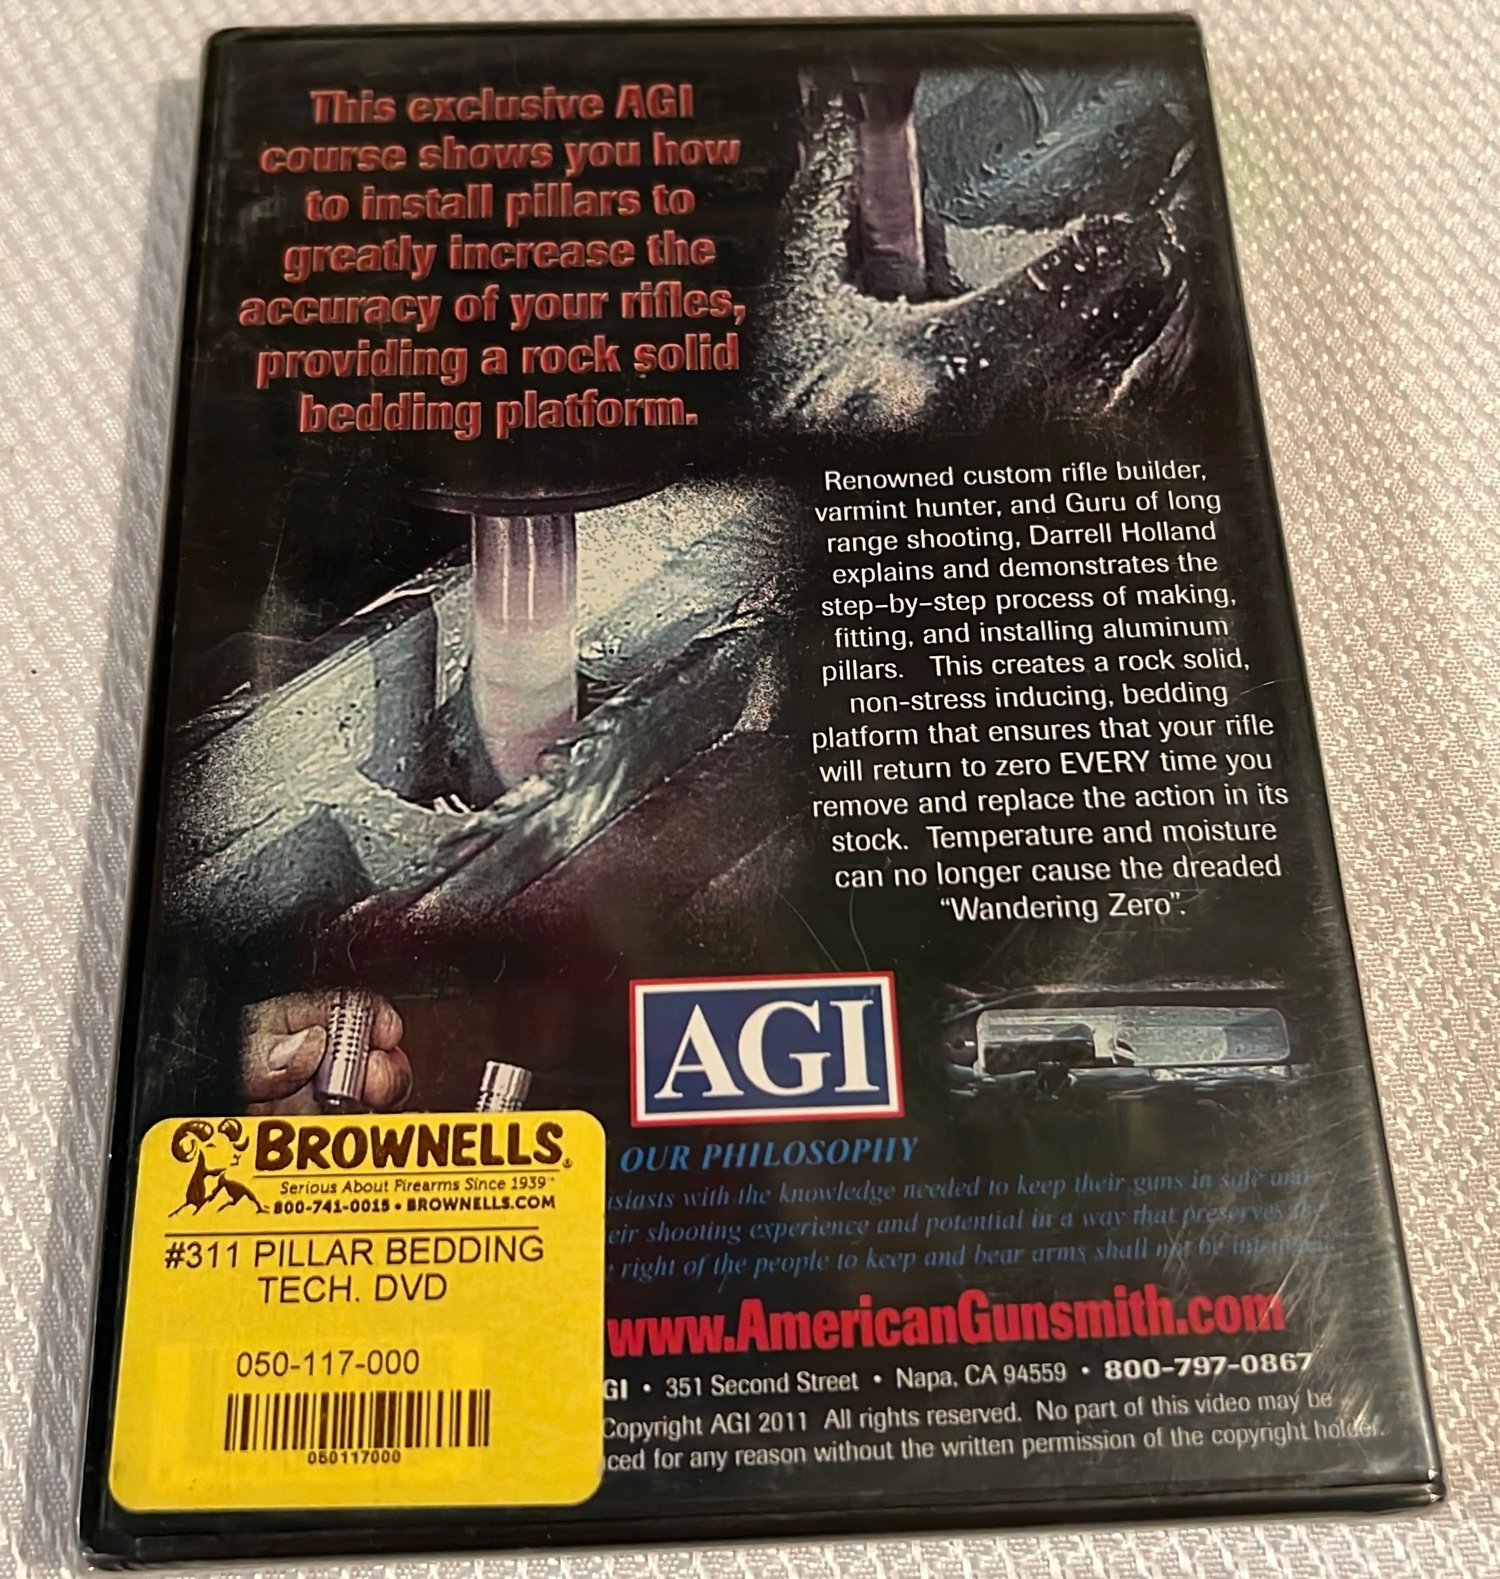 This exclusive AGI
course shows you how
to install pillars to
greatly increase the
accuracy of your rifles,
providing a rock solid
bedding platform.
Renowned custom rifle builder,
varmint hunter, and Guru of long
range shooting, Darrell Holland
explains and demonstrates the
step-by-step process of making,
fitting, and installing aluminum
pillars. This creates a rock solid,
non-stress inducing, bedding
platform that ensures that your rifle
will return to zero EVERY time you
remove and replace the action in its
stock. Temperature and moisture
can no longer cause the dreaded
“Wandering Zero”.
AGI
OUR PHILOSOPHY
with the knowledge needed to keep their guns in safe and
shooting experience and potential in a way that preserves the
right of the people to keep and bear arms shall not be
www.AmericanGunsmith.com
351 Second Street • Napa, CA 94559 • 800-797-0867
Copyright AGI 2011 All rights reserved. No part of this video may be
for any reason without the written permission of the copyright holder.
BROWNELLS®
Serious About Firearms Since 1939™
800-741-0015 • BROWNELLS.COM
#311 PILLAR BEDDING
TECH. DVD
050-117-000
050117000